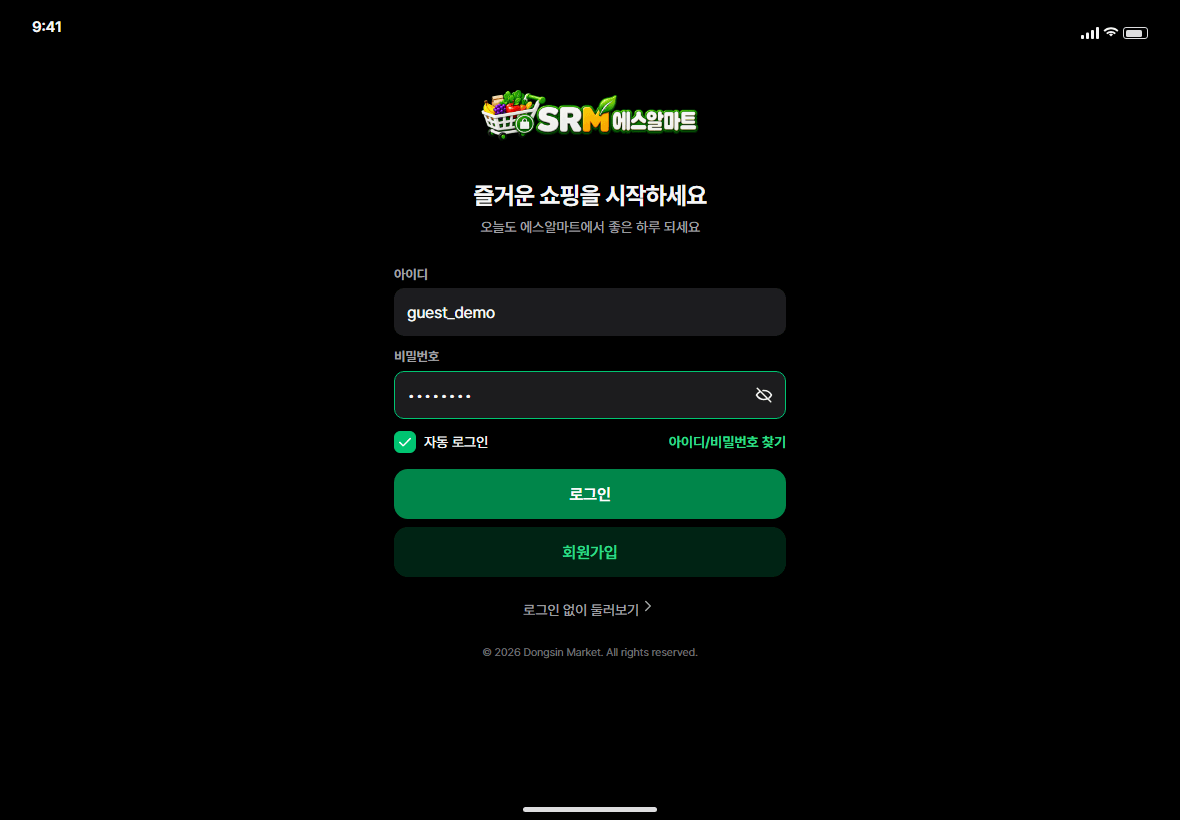 9:41
SRM 에스알마트
즐거운 쇼핑을 시작하세요
오늘도 에스알마트에서 좋은 하루 되세요
아이디
guest_demo
비밀번호
••••••••
자동 로그인
아이디/비밀번호 찾기
로그인
회원가입
로그인 없이 둘러보기
© 2026 Dongsin Market. All rights reserved.